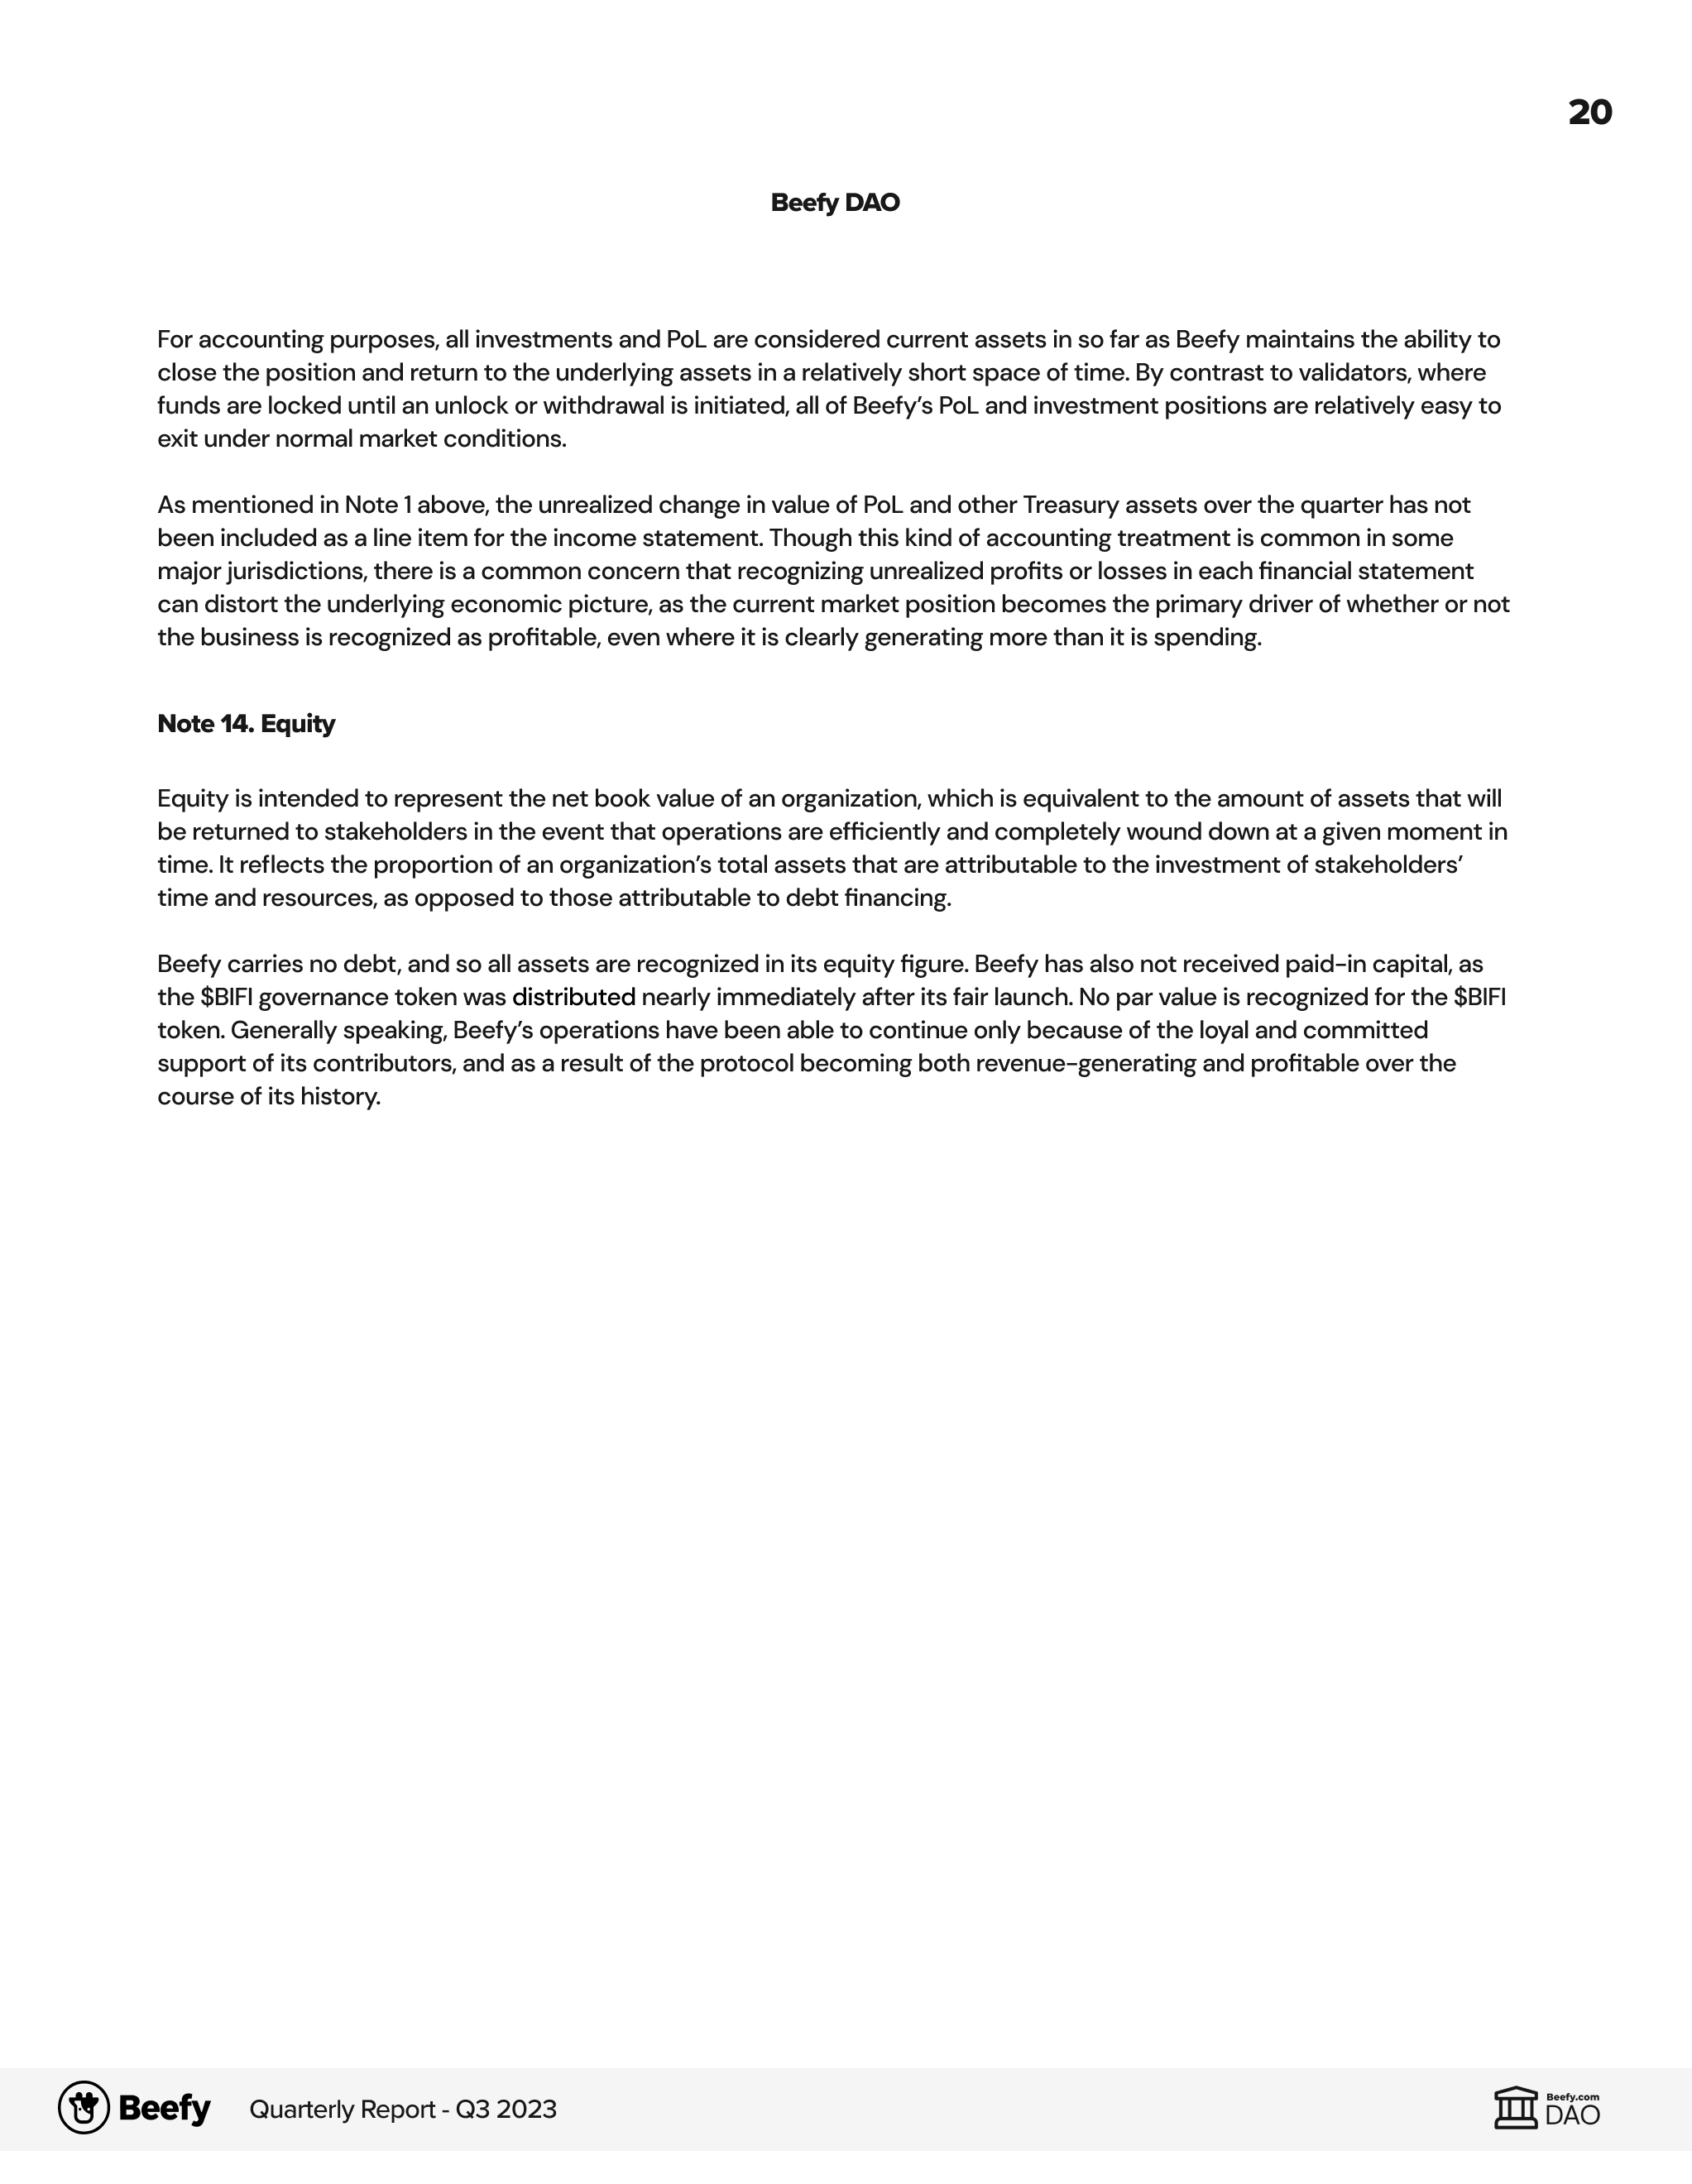 20
Beefy DAO
For accounting purposes, all investments and PoL are considered current assets in so far as Beefy maintains the ability to
close the position and return to the underlying assets in a relatively short space of time. By contrast to validators, where
funds are locked until an unlock or withdrawal is initiated, all of Beefy’s PoL and investment positions are relatively easy to
exit under normal market conditions.
As mentioned in Note 1 above, the unrealized change in value of PoL and other Treasury assets over the quarter has not
been included as a line item for the income statement. Though this kind of accounting treatment is common in some
major jurisdictions, there is a common concern that recognizing unrealized profits or losses in each financial statement
can distort the underlying economic picture, as the current market position becomes the primary driver of whether or not
the business is recognized as profitable, even where it is clearly generating more than it is spending.
Note 14. Equity
Equity is intended to represent the net book value of an organization, which is equivalent to the amount of assets that will
be returned to stakeholders in the event that operations are efficiently and completely wound down at a given moment in
time. It reflects the proportion of an organization’s total assets that are attributable to the investment of stakeholders’
time and resources, as opposed to those attributable to debt financing.
Beefy carries no debt, and so all assets are recognized in its equity figure. Beefy has also not received paid-in capital, as
the $BIFI governance token was distributed nearly immediately after its fair launch. No par value is recognized for the $BIFI
token. Generally speaking, Beefy’s operations have been able to continue only because of the loyal and committed
support of its contributors, and as a result of the protocol becoming both revenue-generating and profitable over the
course of its history.
Beefy Quarterly Report - Q3 2023
Beefy.com
DAO